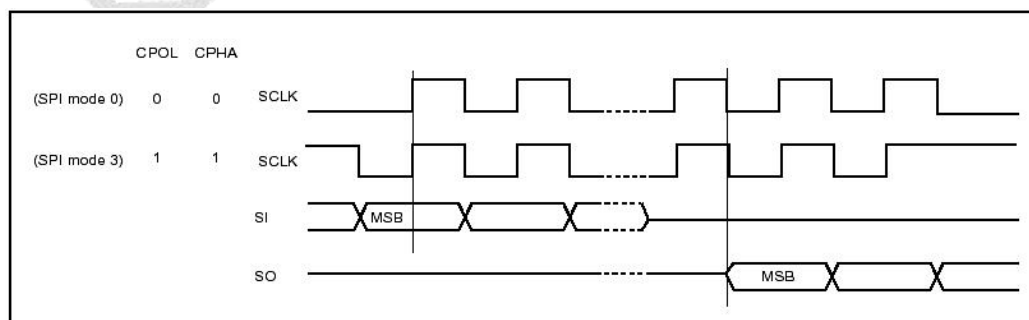 CPOL CPHA
(SPI mode 0) 0 0 SCLK
(SPI mode 3) 1 1 SCLK
SI MSB
SO MSB